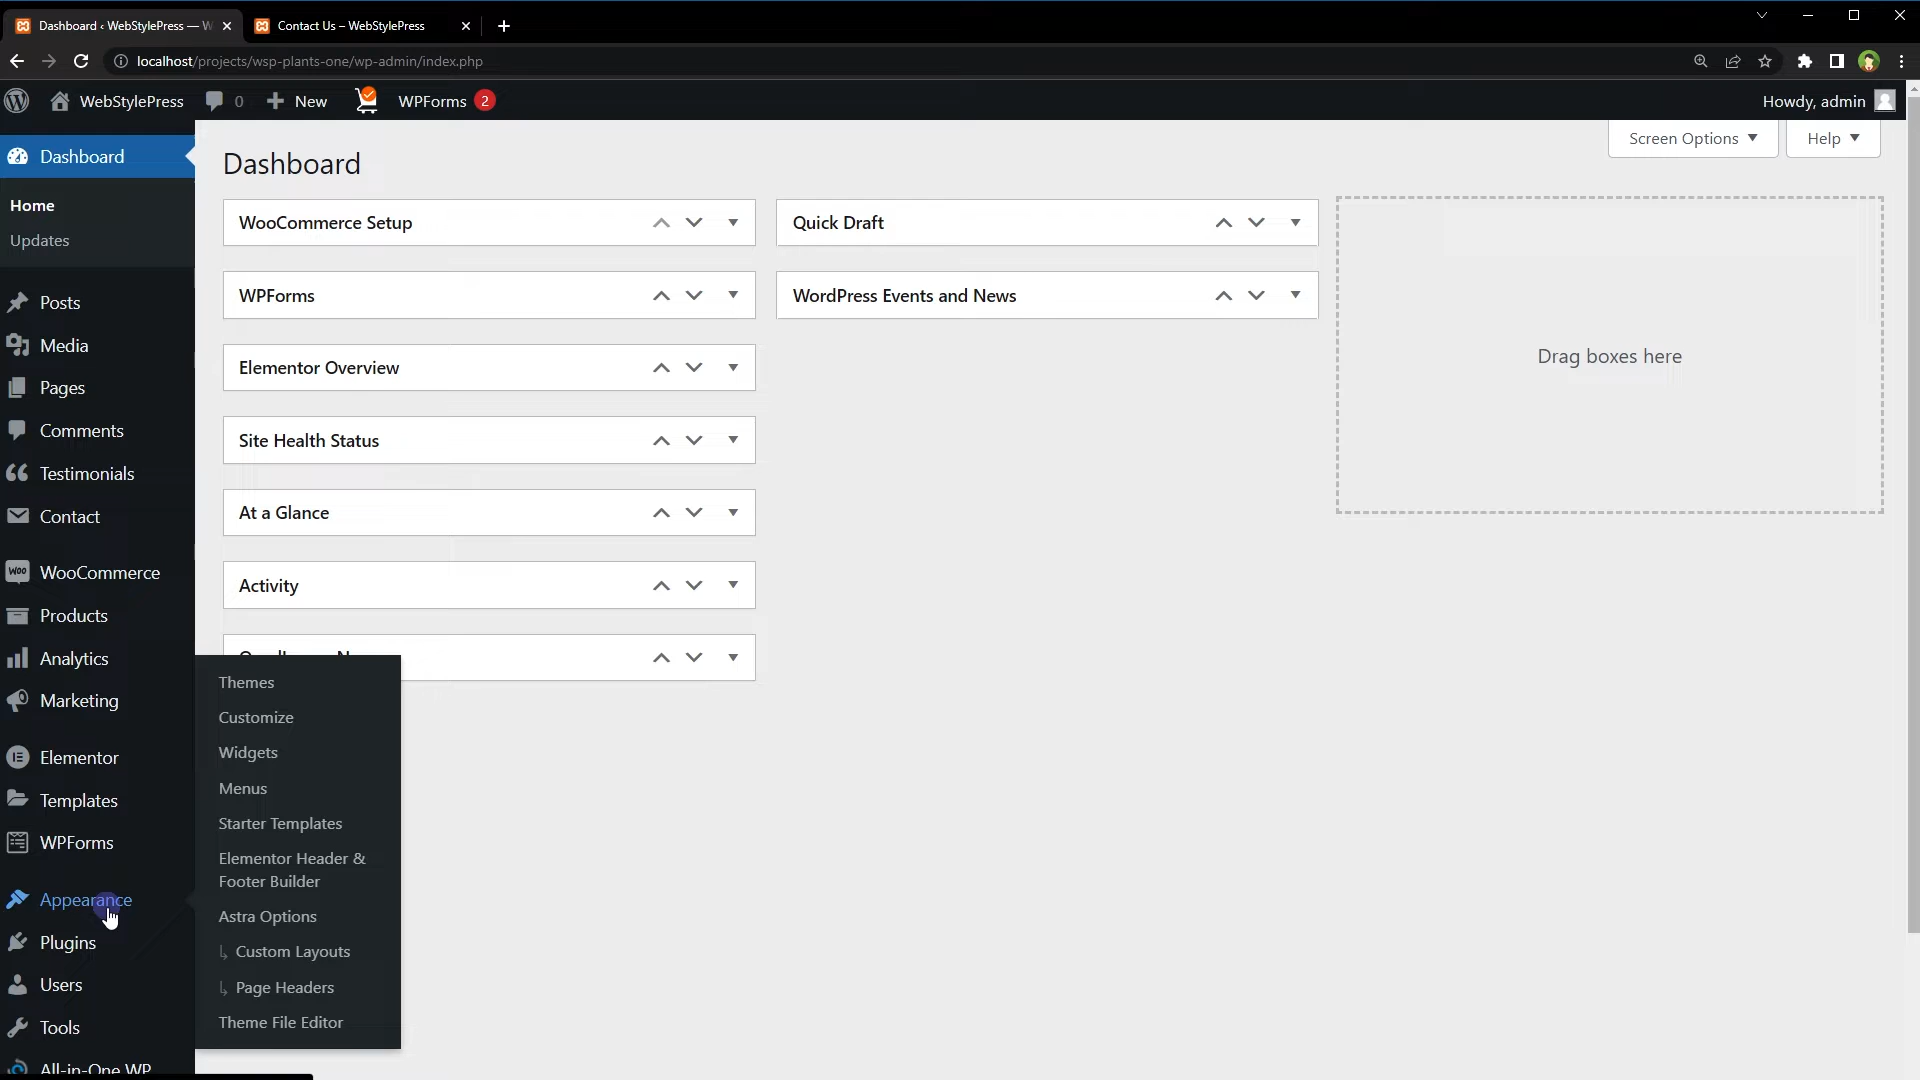 Dashboard ‹ WebStylePress — W
Contact Us – WebStylePress
localhost/projects/wsp-plants-one/wp-admin/index.php
WebStylePress
0
New
WPForms
2
Howdy, admin
Screen Options
Help
Dashboard
Dashboard
Home
Updates
Posts
Media
Pages
Comments
Testimonials
Contact
WooCommerce
Products
Analytics
Marketing
Elementor
Templates
WPForms
Appearance
Plugins
Users
Tools
All-in-One WP
WooCommerce Setup
WPForms
Elementor Overview
Site Health Status
At a Glance
Activity
Quick Draft
WordPress Events and News
Drag boxes here
Themes
Customize
Widgets
Menus
Starter Templates
Elementor Header &
Footer Builder
Astra Options
Custom Layouts
Page Headers
Theme File Editor